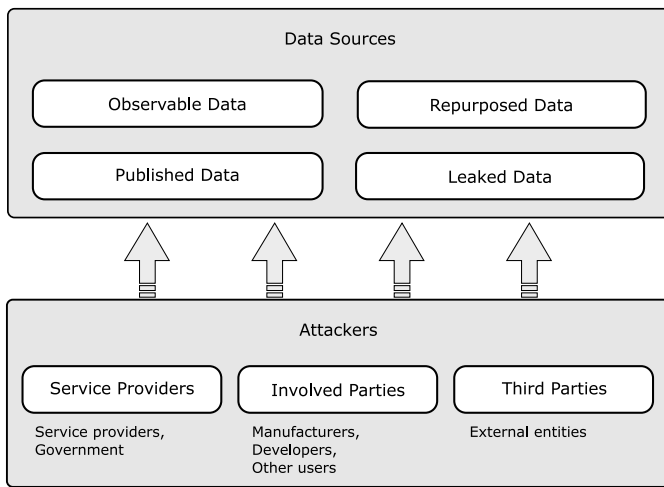 Data Sources
Observable Data
Repurposed Data
Published Data
Leaked Data
Attackers
Service Providers
Involved Parties
Third Parties
Service providers,
Government
Manufacturers,
Developers,
Other users
External entities